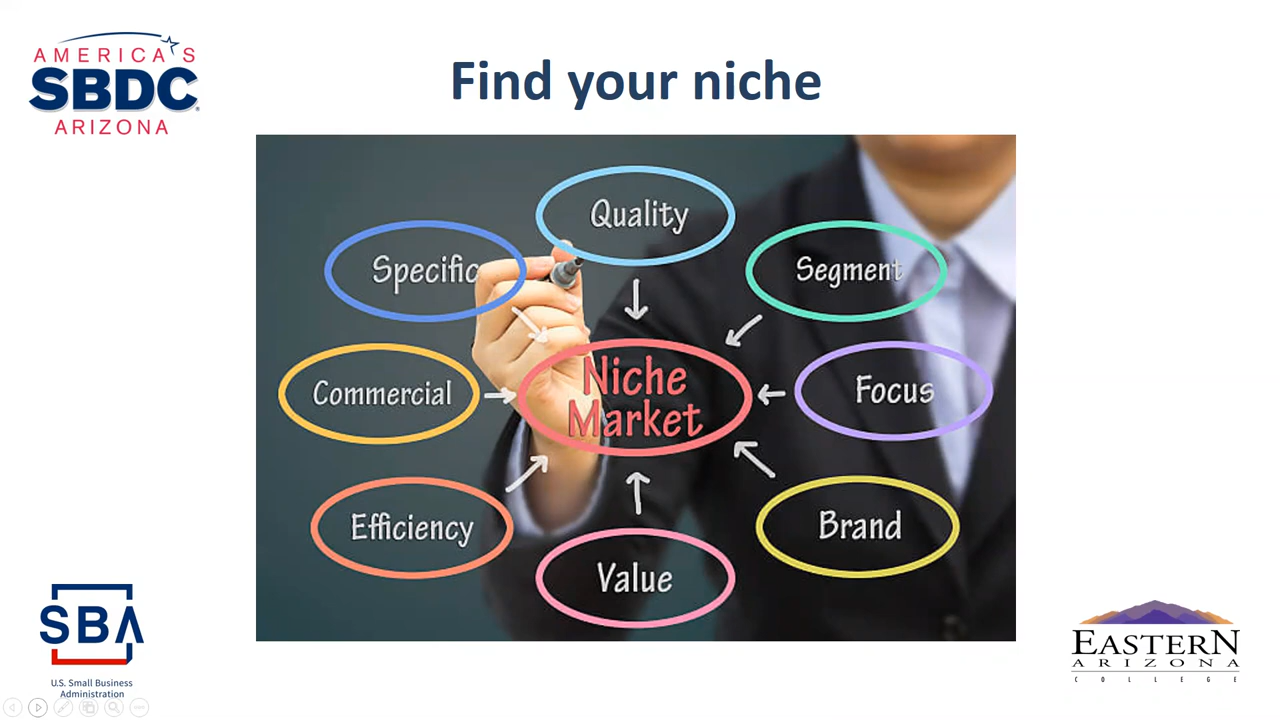 AMERICA'S
SBDC
ARIZONA
Find your niche
Quality
Specific
Segment
Commercial
Niche
Market
Focus
Efficiency
Brand
Value
SBA
U.S. Small Business
Administration
EASTERN
ARIZONA
COLLEGE